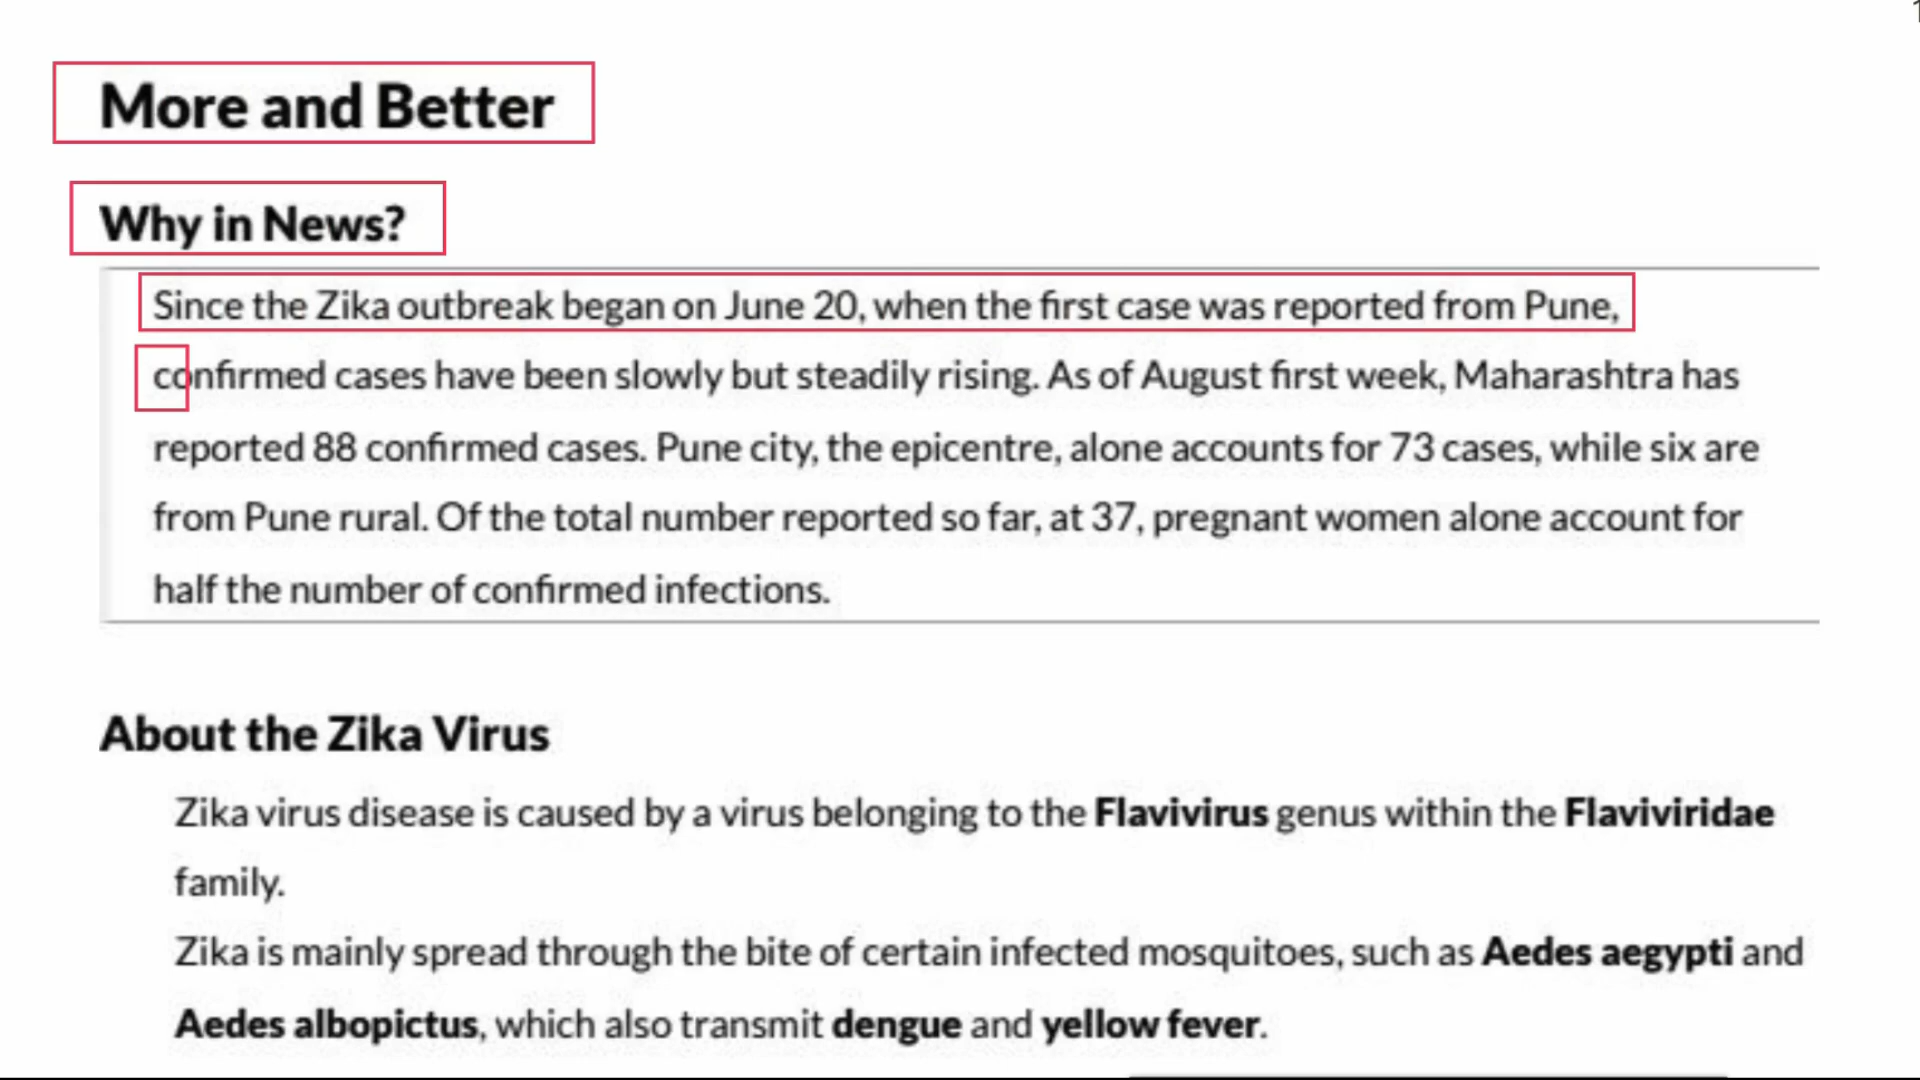 More and Better
Why in News?
Since the Zika outbreak began on June 20, when the first case was reported from Pune,
confirmed cases have been slowly but steadily rising. As of August first week, Maharashtra has
reported 88 confirmed cases. Pune city, the epicentre, alone accounts for 73 cases, while six are
from Pune rural. Of the total number reported so far, at 37, pregnant women alone account for
half the number of confirmed infections.
About the Zika Virus
Zika virus disease is caused by a virus belonging to the Flavivirus genus within the Flaviviridae
family.
Zika is mainly spread through the bite of certain infected mosquitoes, such as Aedes aegypti and
Aedes albopictus, which also transmit dengue and yellow fever.